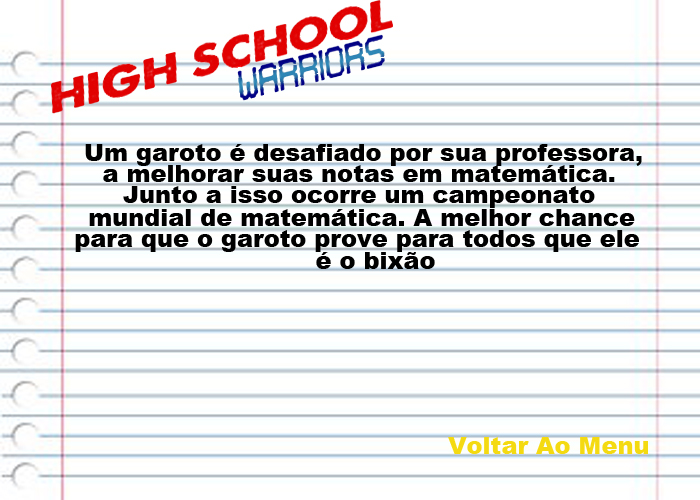 HIGH SCHOOL
WARRIORS
Um garoto é desafiado por sua professora,
a melhorar suas notas em matemática.
Junto a isso ocorre um campeonato
mundial de matemática. A melhor chance
para que o garoto prove para todos que ele
é o bixão
Voltar Ao Menu